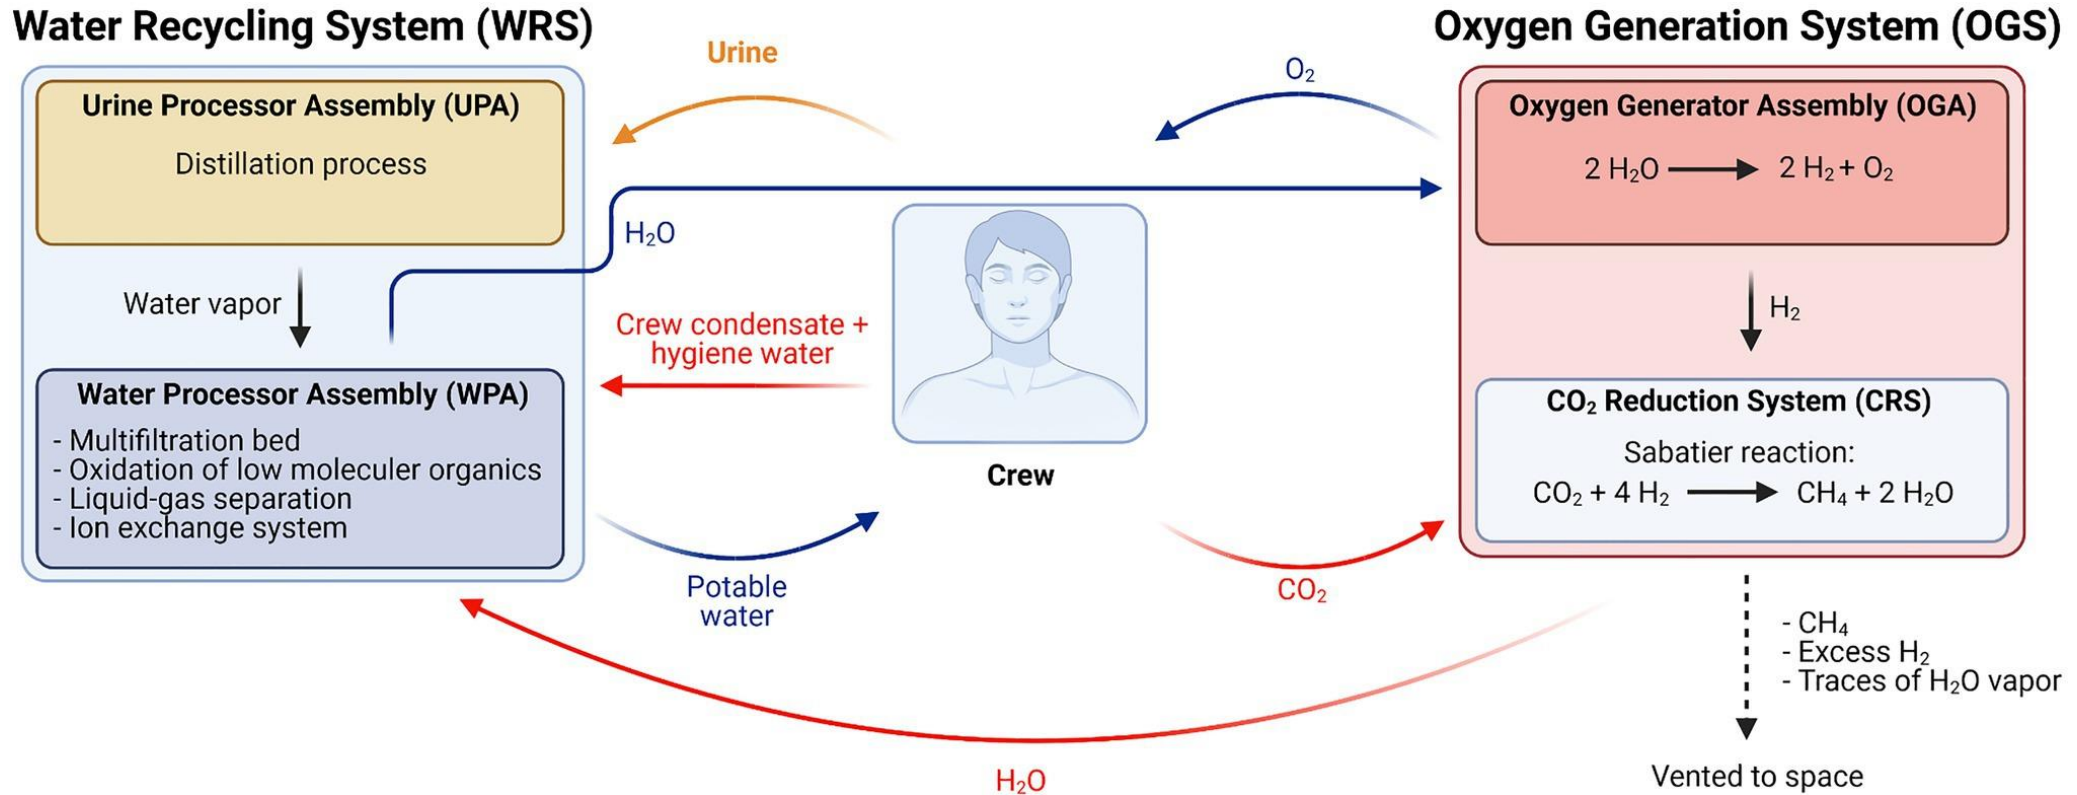 Water Recycling System (WRS)
Urine Processor Assembly (UPA)
Distillation process
Water vapor
Water Processor Assembly (WPA)
- Multifiltration bed
- Oxidation of low moleculer organics
- Liquid-gas separation
- Ion exchange system
Urine
H₂O
Crew condensate +
hygiene water
Potable
water
Crew
O₂
CO₂
H₂O
Oxygen Generation System (OGS)
Oxygen Generator Assembly (OGA)
2 H₂O → 2 H₂ + O₂
H₂
CO₂ Reduction System (CRS)
Sabatier reaction:
CO₂ + 4 H₂ → CH₄ + 2 H₂O
- CH₄
- Excess H₂
- Traces of H₂O vapor
Vented to space